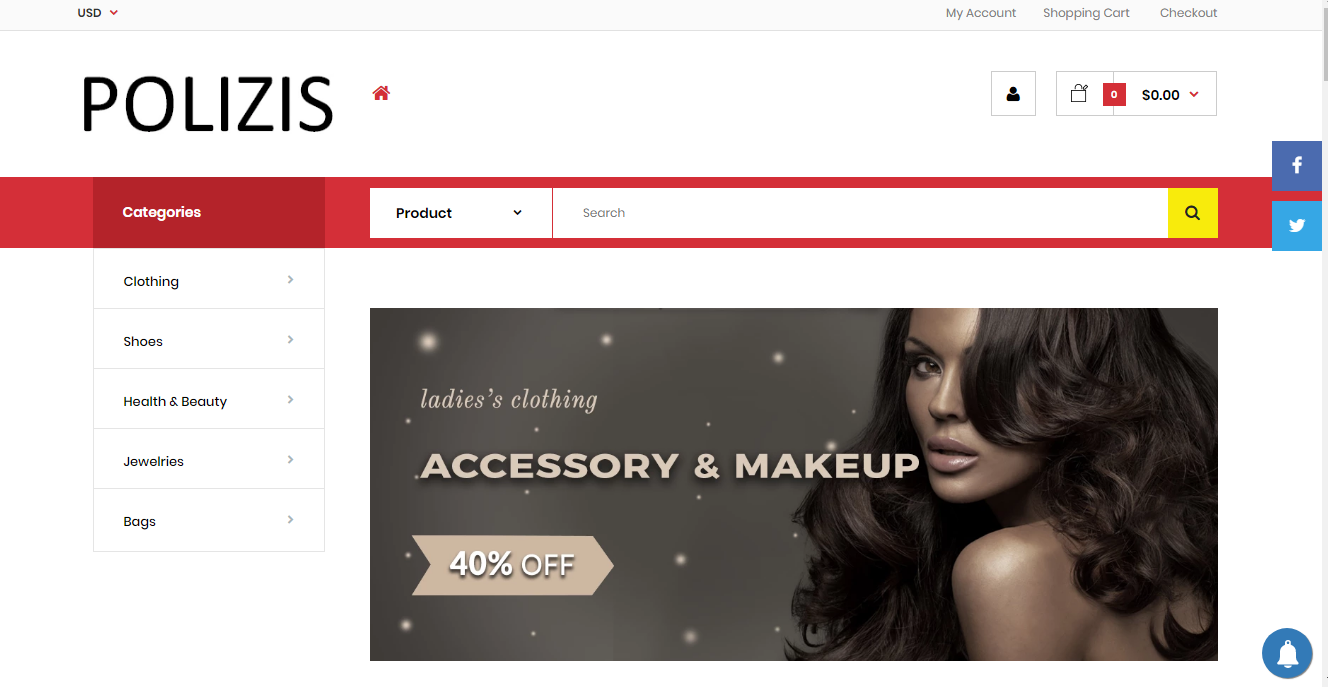 USD
My Account Shopping Cart Checkout
POLIZIS
0 $0.00
Categories
Product
Search
Clothing
Shoes
Health & Beauty
Jewelries
Bags
ladies's clothing
ACCESSORY & MAKEUP
40% OFF